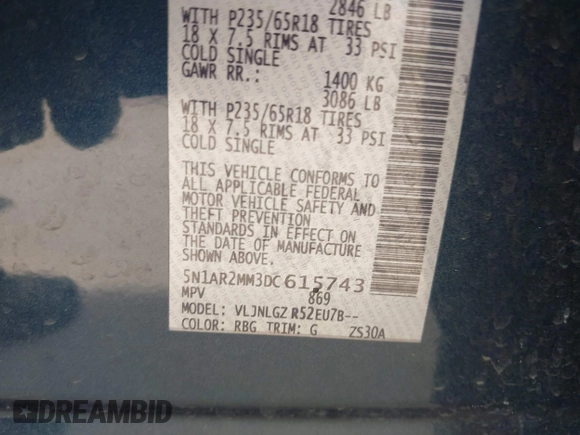 2846 LB
WITH P235/65R18 TIRES
18 X 7.5 RIMS AT 33 PSI
COLD SINGLE
GAWR RR.: 1400 KG
3086 LB
WITH P235/65R18 TIRES
18 X 7.5 RIMS AT 33 PSI
COLD SINGLE
THIS VEHICLE CONFORMS TO
ALL APPLICABLE FEDERAL
MOTOR VEHICLE SAFETY AND
THEFT PREVENTION
STANDARDS IN EFFECT ON
THE DATE OF MANUFACTURE
SHOWN ABOVE.
5N1AR2MM3DC615743
MPV 869
MODEL: VLJNLGZ R52EU7B--
COLOR: RBG TRIM: G ZS30A
DREAMBID